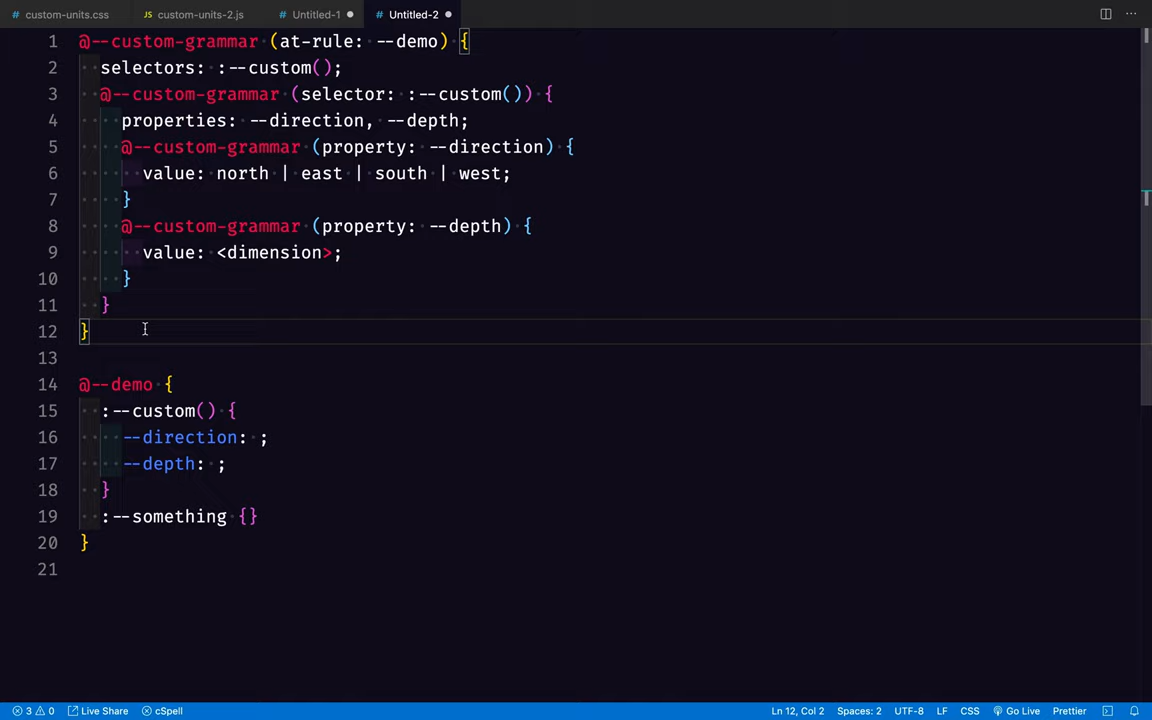 # custom-units.css JS custom-units-2.js # Untitled-1 # Untitled-2
1 @--custom-grammar (at-rule: --demo) {
2 selectors: :--custom();
3 @--custom-grammar (selector: :--custom()) {
4 properties: --direction, --depth;
5 @--custom-grammar (property: --direction) {
6 value: north | east | south | west;
7 }
8 @--custom-grammar (property: --depth) {
9 value: <dimension>;
10 }
11 }
12 }
13
14 @--demo {
15 :--custom() {
16 --direction: ;
17 --depth: ;
18 }
19 :--something {}
20 }
21
3 0 Live Share cSpell Ln 12, Col 2 Spaces: 2 UTF-8 LF CSS Go Live Prettier